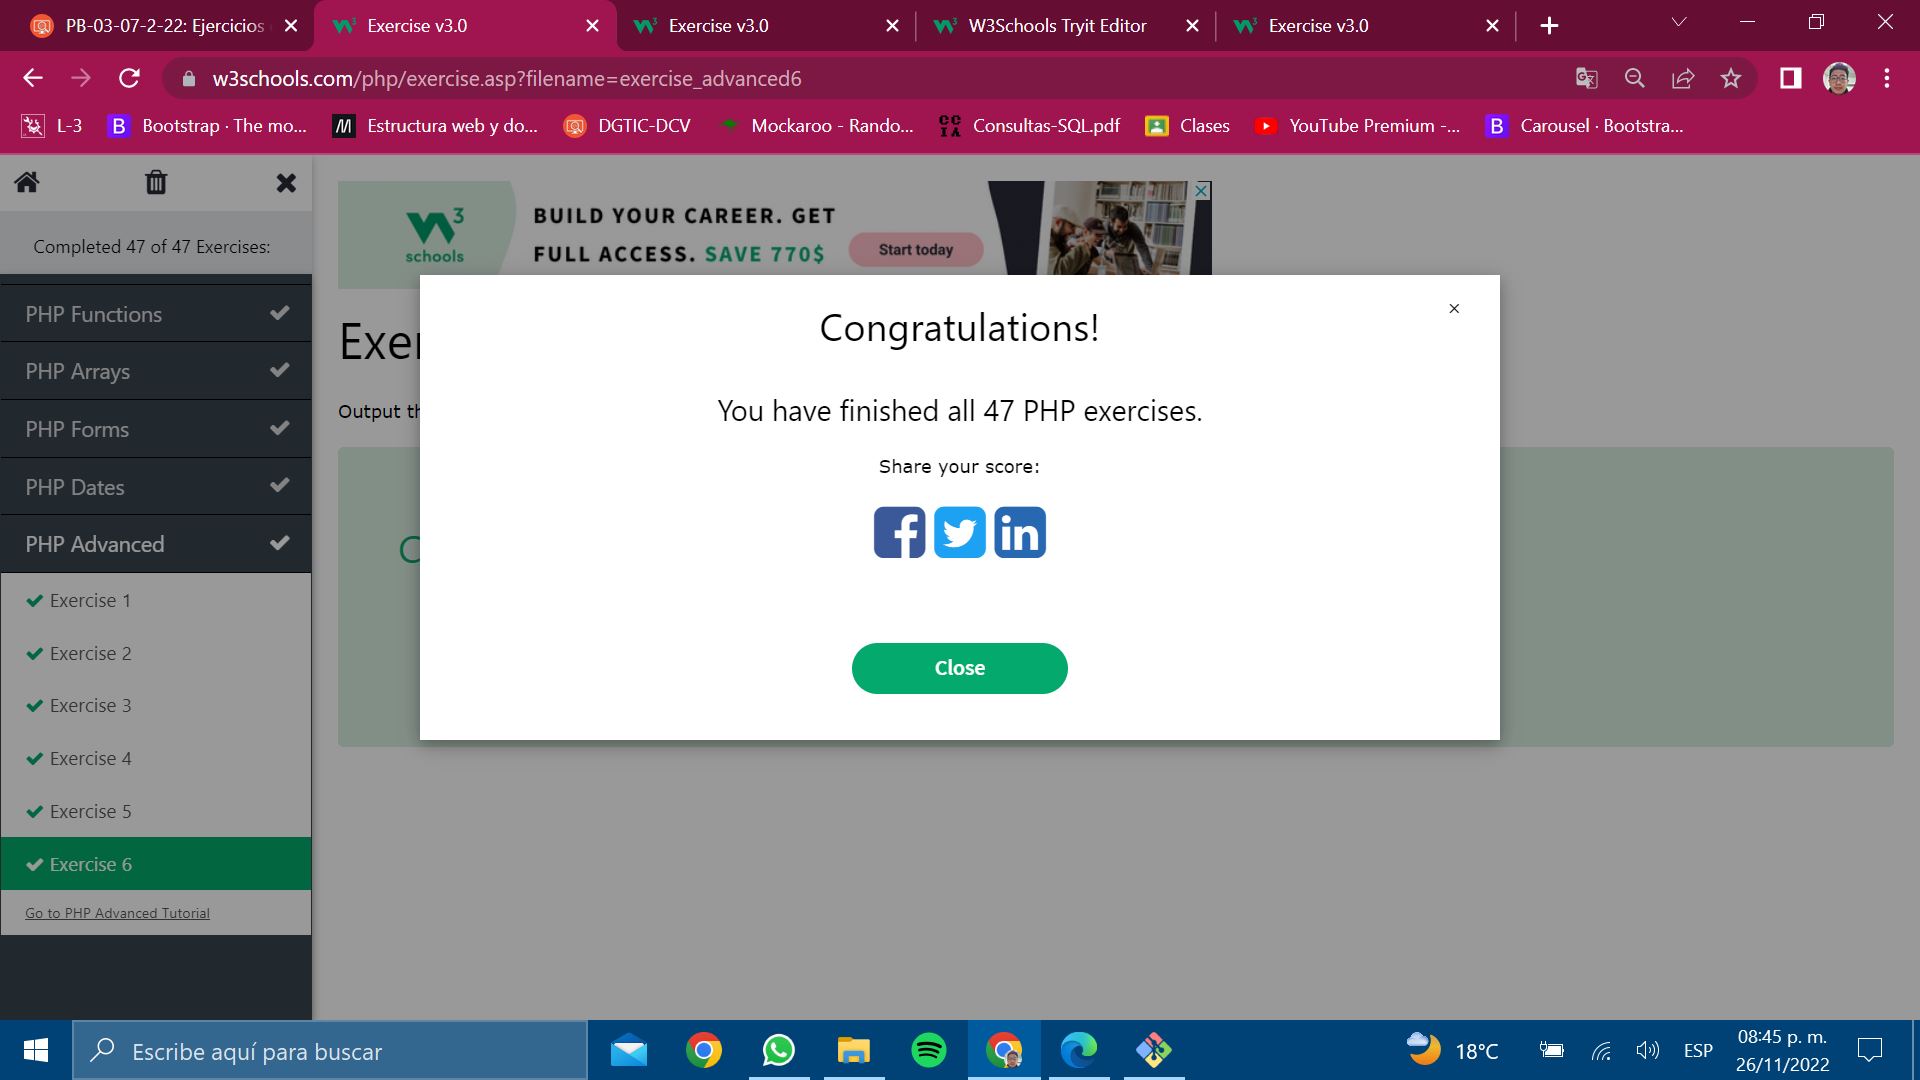 PB-03-07-2-22: Ejercicios
Exercise v3.0
Exercise v3.0
W3Schools Tryit Editor
Exercise v3.0
w3schools.com/php/exercise.asp?filename=exercise_advanced6
L-3
Bootstrap · The mo...
Estructura web y do...
DGTIC-DCV
Mockaroo - Rando...
Consultas-SQL.pdf
Clases
YouTube Premium -...
Carousel · Bootstra...
Completed 47 of 47 Exercises:
PHP Functions
PHP Arrays
PHP Forms
PHP Dates
PHP Advanced
Exercise 1
Exercise 2
Exercise 3
Exercise 4
Exercise 5
Exercise 6
Go to PHP Advanced Tutorial
w3 schools
BUILD YOUR CAREER. GET
FULL ACCESS. SAVE 770$
Start today
Exer
Output th
Congratulations!
You have finished all 47 PHP exercises.
Share your score:
Close
Escribe aquí para buscar
18°C
ESP
08:45 p. m.
26/11/2022